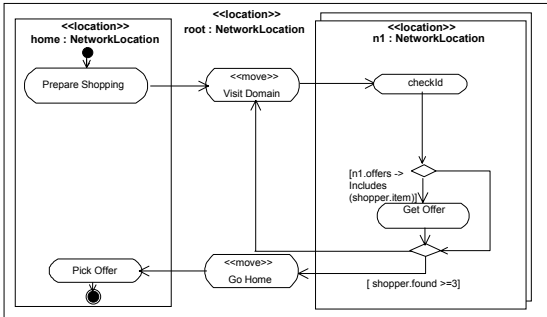 <<location>>
home : NetworkLocation
<<location>>
root : NetworkLocation
<<location>>
n1 : NetworkLocation
Prepare Shopping
<<move>>
Visit Domain
checkId
[n1.offers ->
Includes
(shopper.item)]
Get Offer
<<move>>
Go Home
Pick Offer
[ shopper.found >=3]